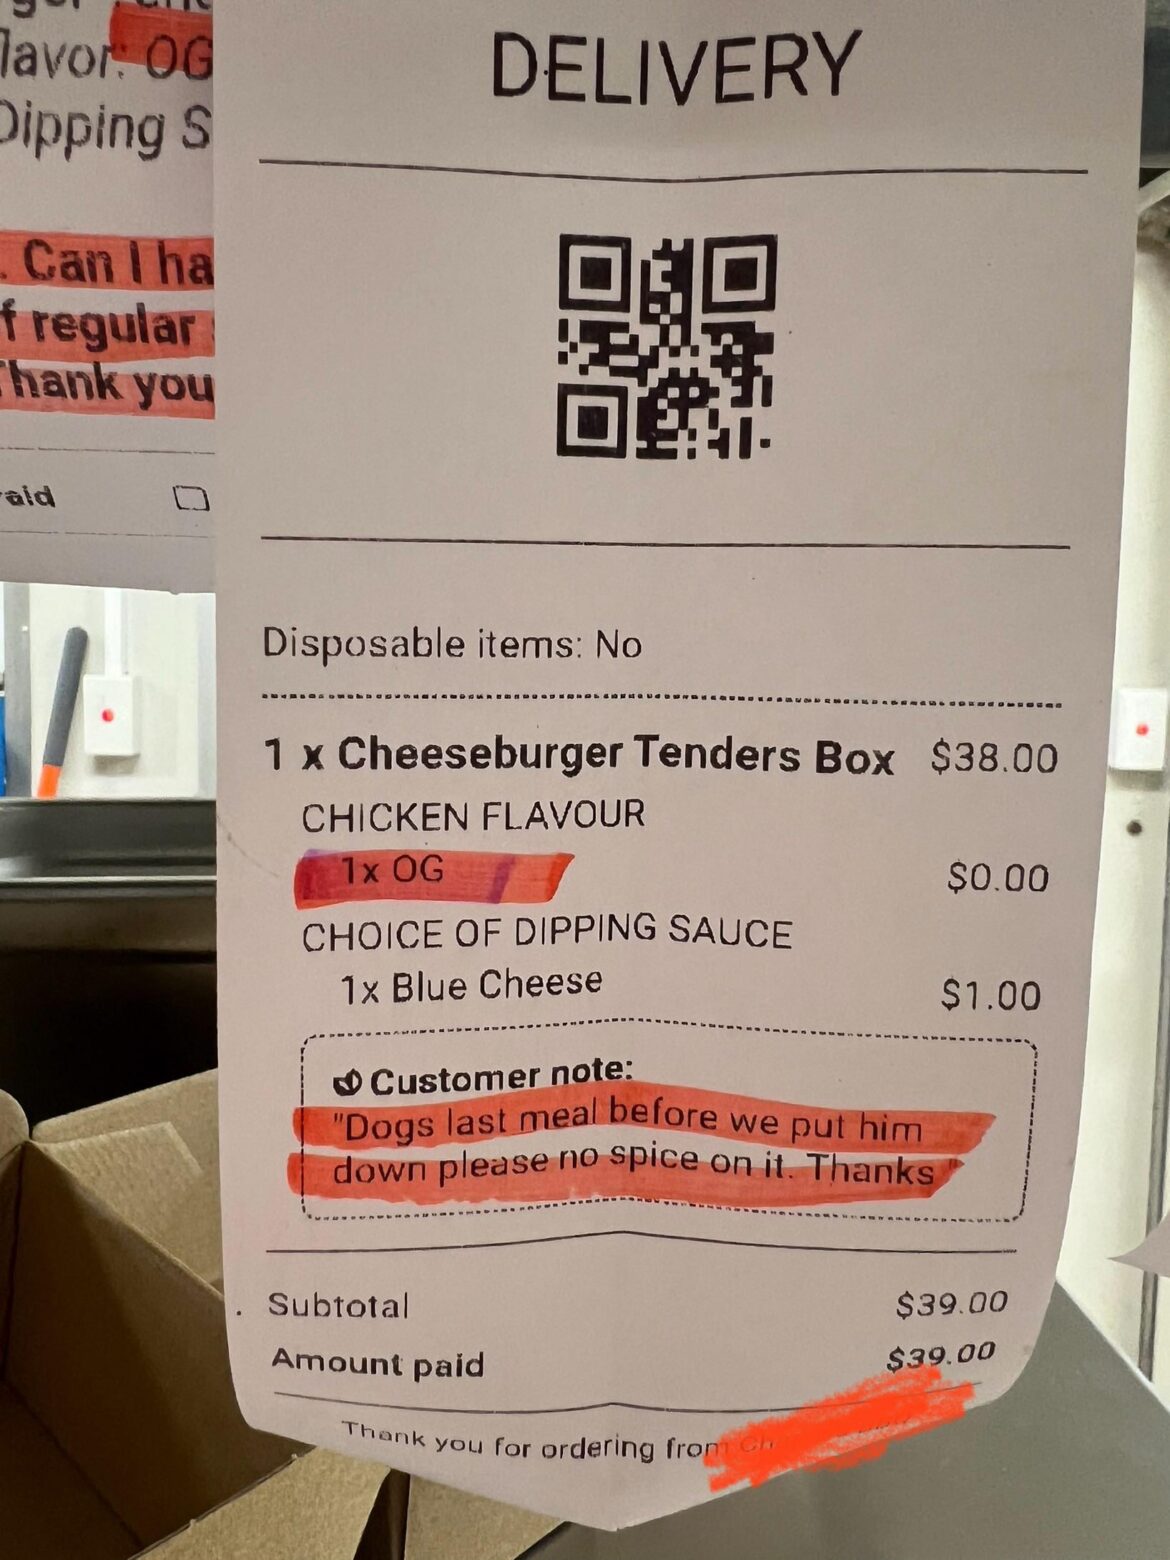 lavor: OG
Dipping S
. Can I ha
f regular
Thank you
aid
DELIVERY
Disposable items: No
1 x Cheeseburger Tenders Box $38.00
CHICKEN FLAVOUR
1x OG $0.00
CHOICE OF DIPPING SAUCE
1x Blue Cheese $1.00
Customer note:
"Dogs last meal before we put him
down please no spice on it. Thanks"
Subtotal $39.00
Amount paid $39.00
Thank you for ordering from Ch